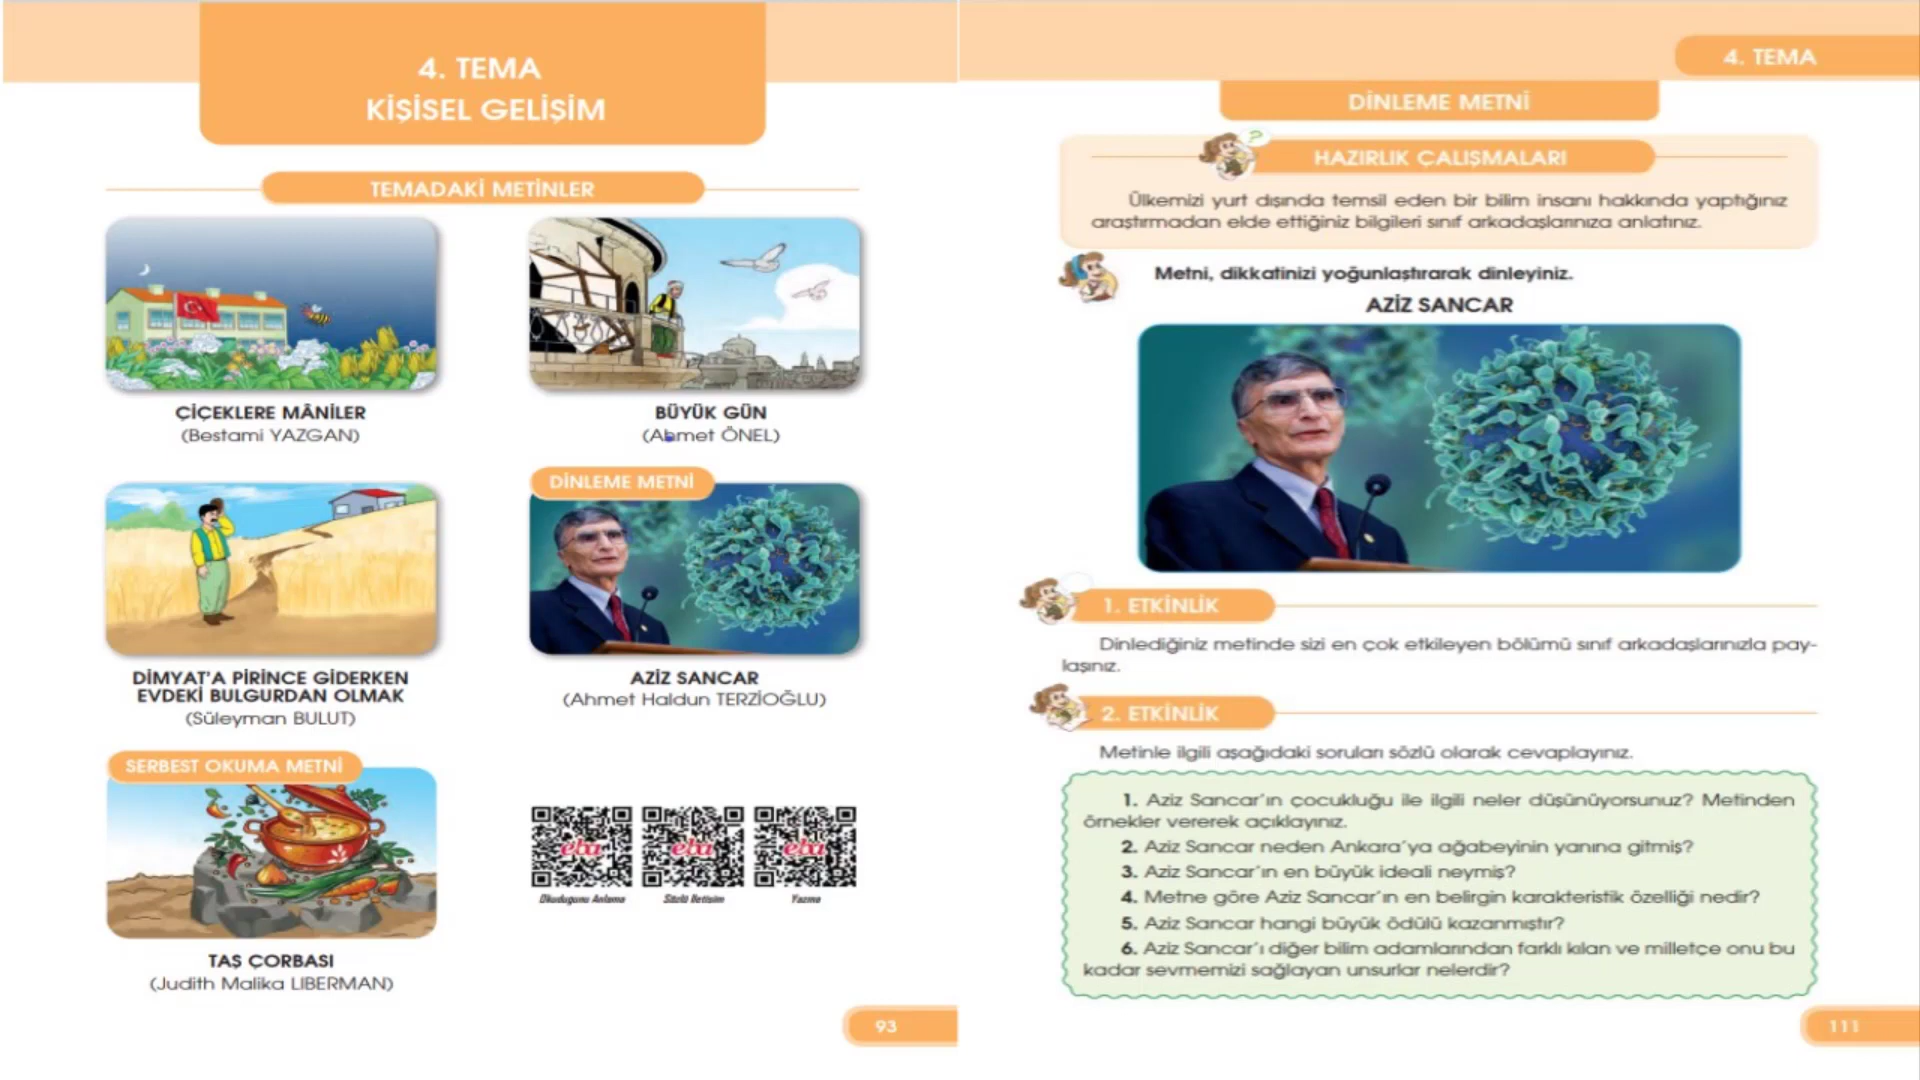 4. TEMA
KİŞİSEL GELİŞİM
TEMADAKİ METİNLER
ÇİÇEKLERE MÂNİLER
(Bestami YAZGAN)
BÜYÜK GÜN
(Ahmet ÖNEL)
DİMYAT'A PİRİNCE GİDERKEN
EVDEKİ BULGURDAN OLMAK
(Süleyman BULUT)
DİNLEME METNİ
AZİZ SANCAR
(Ahmet Haldun TERZİOĞLU)
SERBEST OKUMA METNİ
TAŞ ÇORBASI
(Judith Malika LIBERMAN)
eba
eba
eba
Okuduğunu Anlama
Sözlü İletişim
Yazma
93
4. TEMA
DİNLEME METNİ
HAZIRLIK ÇALIŞMALARI
Ülkemizi yurt dışında temsil eden bir bilim insanı hakkında yaptığınız
araştırmadan elde ettiğiniz bilgileri sınıf arkadaşlarınıza anlatınız.
Metni, dikkatinizi yoğunlaştırarak dinleyiniz.
AZİZ SANCAR
1. ETKİNLİK
Dinlediğiniz metinde sizi en çok etkileyen bölümü sınıf arkadaşlarınızla pay-
laşınız.
2. ETKİNLİK
Metinle ilgili aşağıdaki soruları sözlü olarak cevaplayınız.
1. Aziz Sancar'ın çocukluğu ile ilgili neler düşünüyorsunuz? Metinden
örnekler vererek açıklayınız.
2. Aziz Sancar neden Ankara'ya ağabeyinin yanına gitmiş?
3. Aziz Sancar'ın en büyük ideali neymiş?
4. Metne göre Aziz Sancar'ın en belirgin karakteristik özelliği nedir?
5. Aziz Sancar hangi büyük ödülü kazanmıştır?
6. Aziz Sancar'ı diğer bilim adamlarından farklı kılan ve milletçe onu bu
kadar sevmemizi sağlayan unsurlar nelerdir?
111